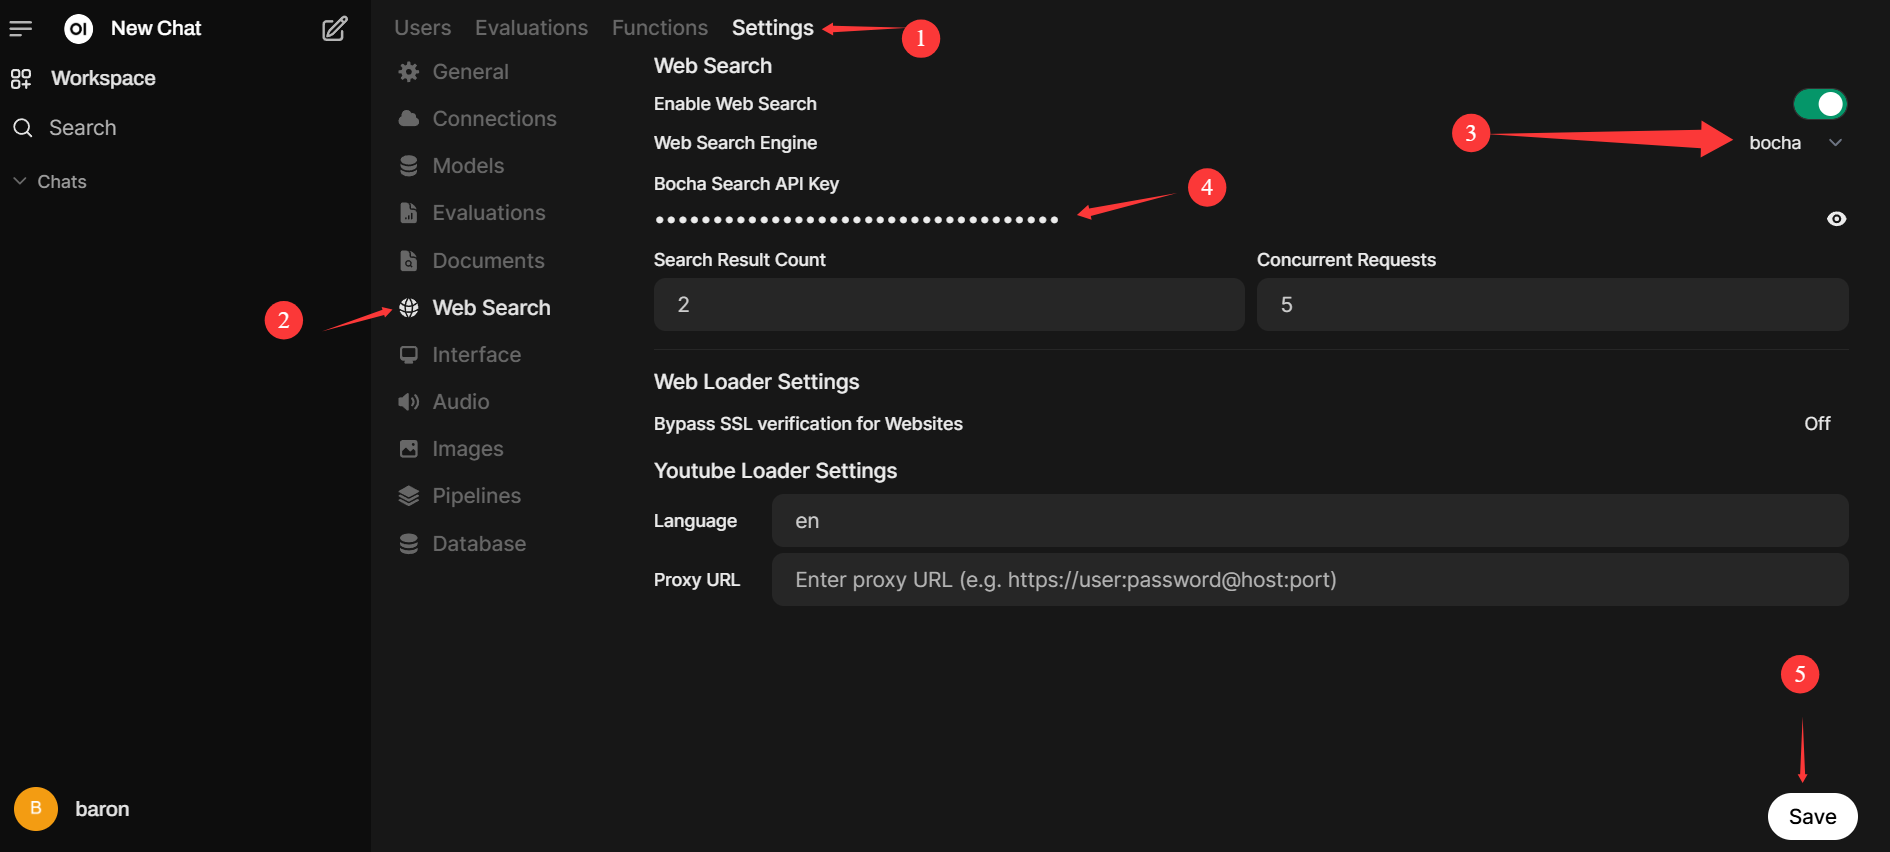 OI New Chat
Workspace
Search
Chats
B baron
Users Evaluations Functions Settings 1
General
Connections
Models
Evaluations
Documents
2 Web Search
Interface
Audio
Images
Pipelines
Database
Web Search
Enable Web Search
Web Search Engine 3 bocha
Bocha Search API Key 4
••••••••••••••••••••••••••••••••••
Search Result Count Concurrent Requests
2 5
Web Loader Settings
Bypass SSL verification for Websites Off
Youtube Loader Settings
Language en
Proxy URL Enter proxy URL (e.g. https://user:password@host:port)
5
Save